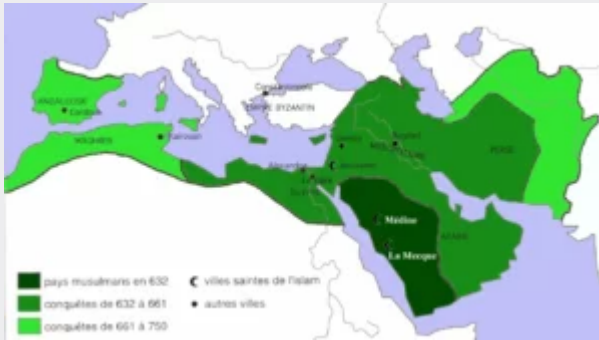 Constantinople
EMPIRE BYZANTIN
ANDALOUSIE
Cordoue
MAGHREB
Kairouan
Damas
Bagdad
PERSE
Jérusalem
Alexandrie
Médine
La Mecque
ARABIE
pays musulmans en 632
conquêtes de 632 à 661
conquêtes de 661 à 750
villes saintes de l'islam
autres villes